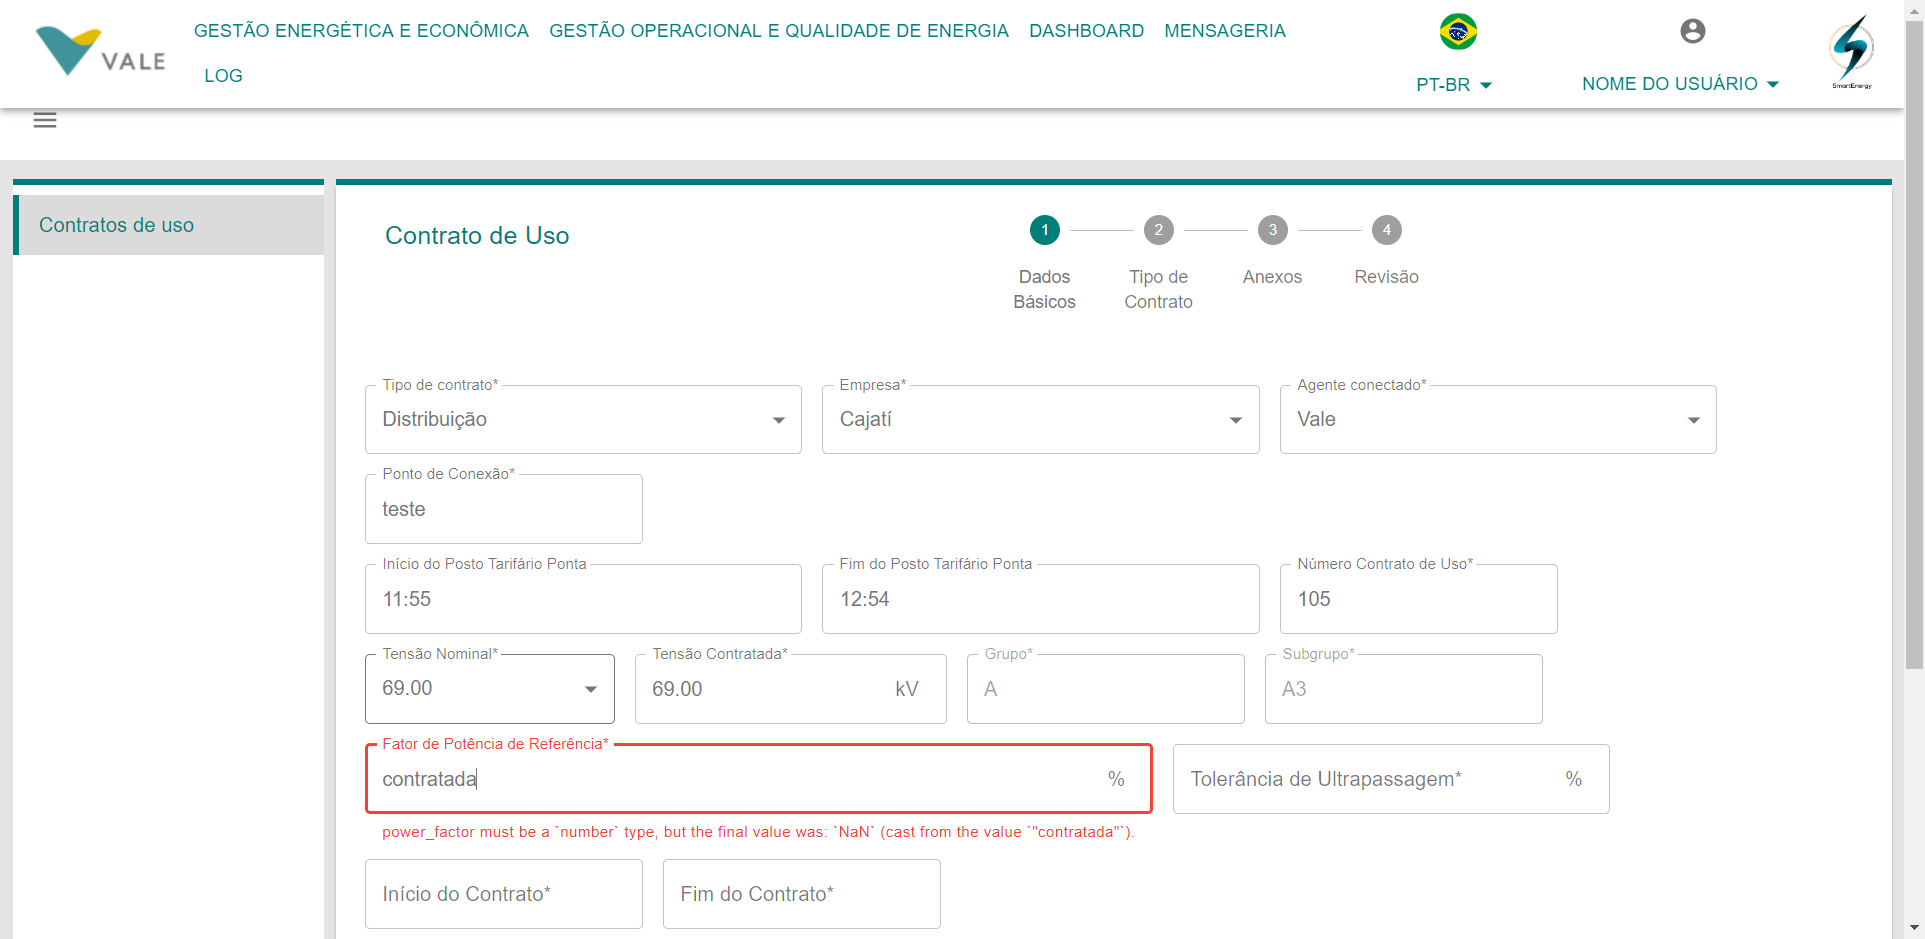 VALE
GESTÃO ENERGÉTICA E ECONÔMICA GESTÃO OPERACIONAL E QUALIDADE DE ENERGIA DASHBOARD MENSAGERIA
LOG
PT-BR
NOME DO USUÁRIO
SmartEnergy
Contratos de uso
Contrato de Uso
1 2 3 4
Dados Básicos
Tipo de Contrato
Anexos
Revisão
Tipo de contrato*
Distribuição
Empresa*
Cajatí
Agente conectado*
Vale
Ponto de Conexão*
teste
Início do Posto Tarifário Ponta
11:55
Fim do Posto Tarifário Ponta
12:54
Número Contrato de Uso*
105
Tensão Nominal*
69.00
Tensão Contratada*
69.00 kV
Grupo*
A
Subgrupo*
A3
Fator de Potência de Referência*
contratada %
Tolerância de Ultrapassagem* %
power_factor must be a `number` type, but the final value was: `NaN` (cast from the value `"contratada"`).
Início do Contrato*
Fim do Contrato*